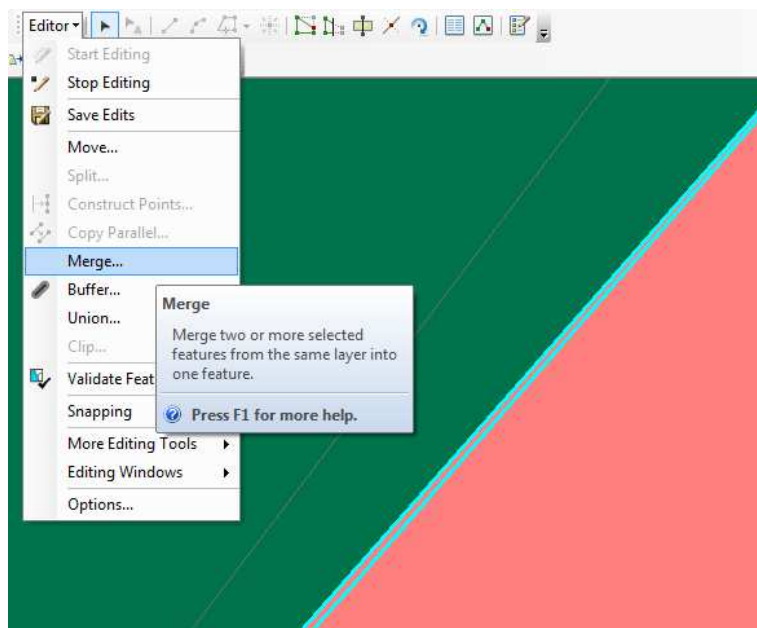 Editor
Start Editing
Stop Editing
Save Edits
Move...
Split...
Construct Points...
Copy Parallel...
Merge...
Buffer...
Union...
Clip...
Validate Feat
Snapping
More Editing Tools
Editing Windows
Options...
Merge
Merge two or more selected
features from the same layer into
one feature.
Press F1 for more help.